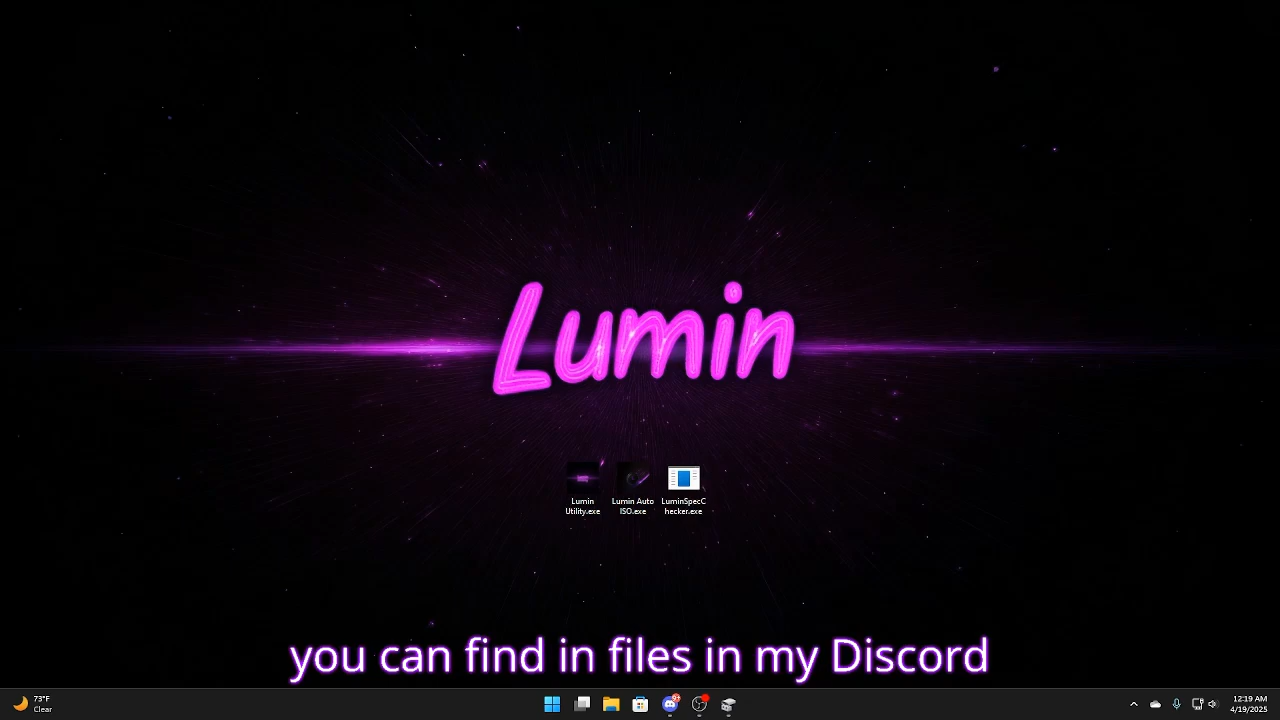 Lumin
Lumin
Utility.exe
Lumin Auto
ISO.exe
LuminSpecC
hecker.exe
you can find in files in my Discord
73°F
Clear
9+
12:19 AM
4/19/2025